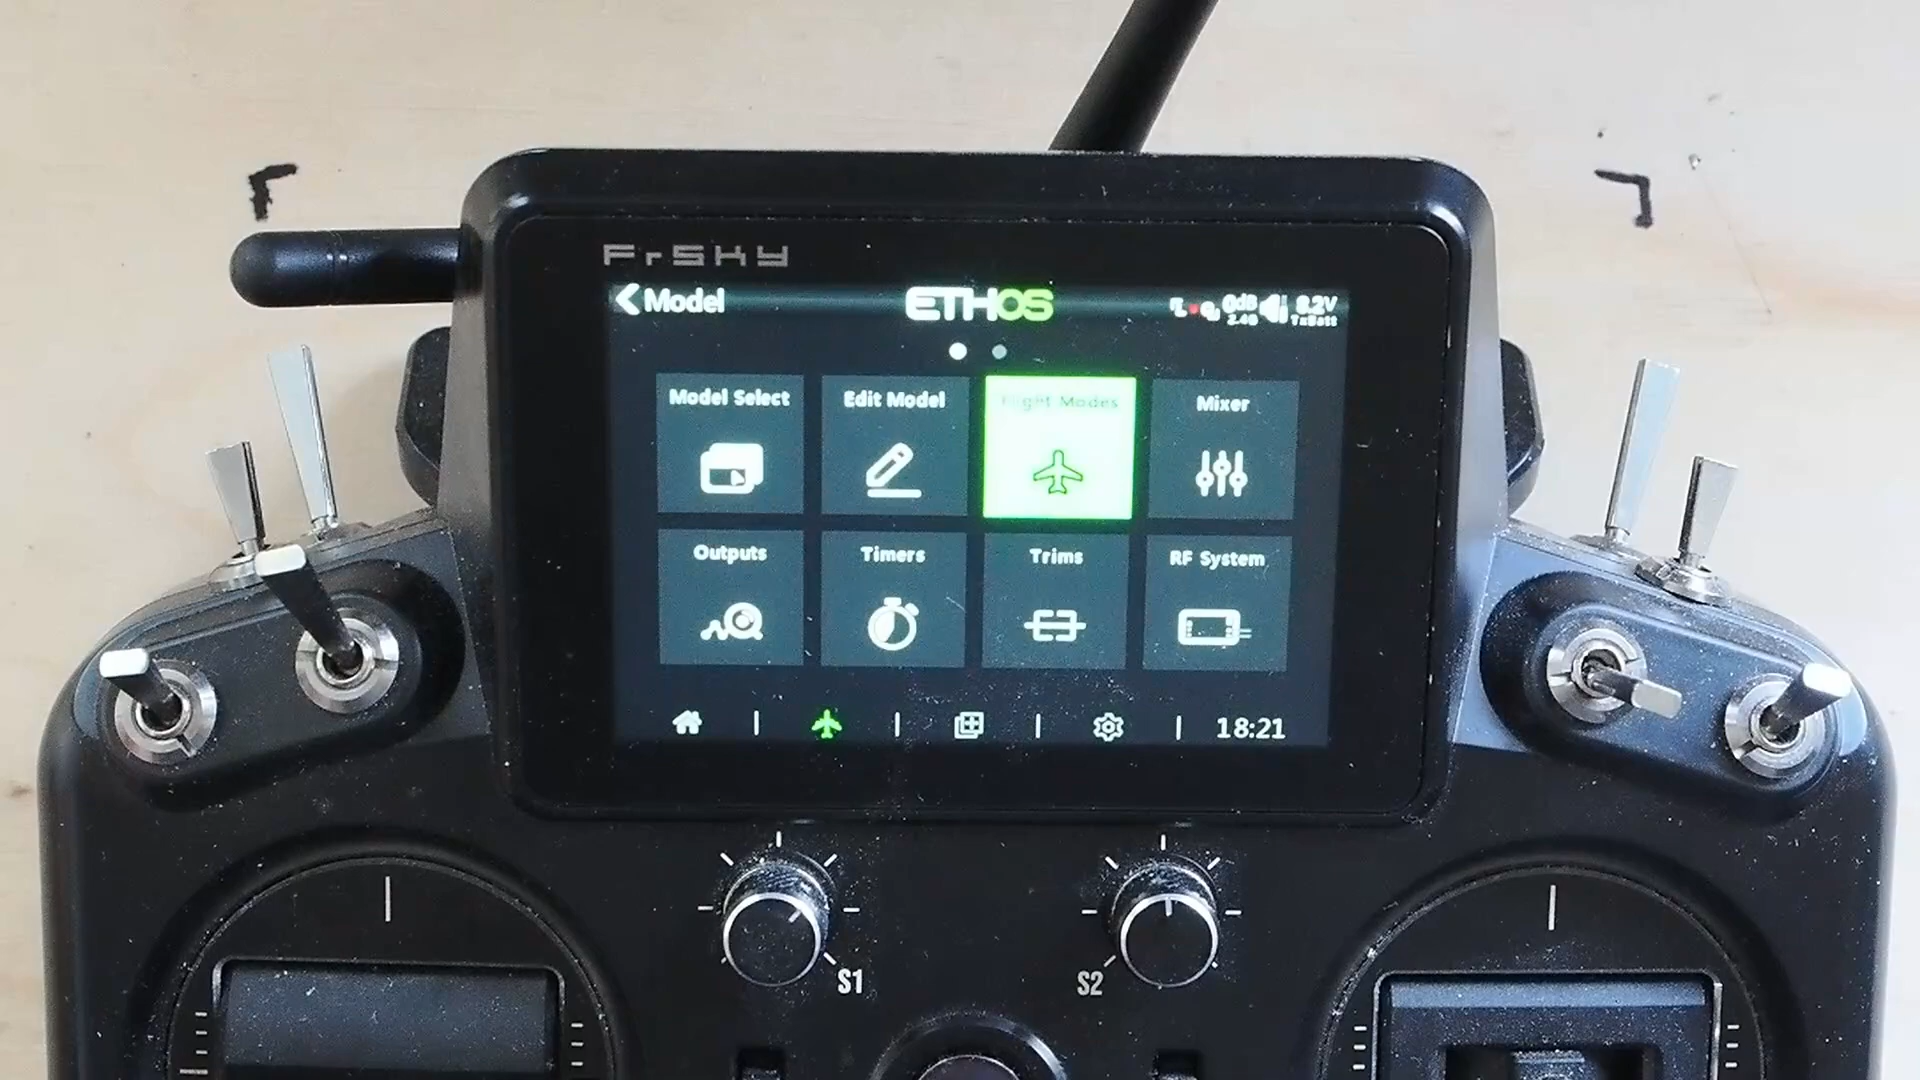 FrSKY
Model
ETHOS
0dB
2.4G
8.2V
TxBatt
Model Select
Edit Model
Flight Modes
Mixer
Outputs
Timers
Trims
RF System
18:21
S1
S2